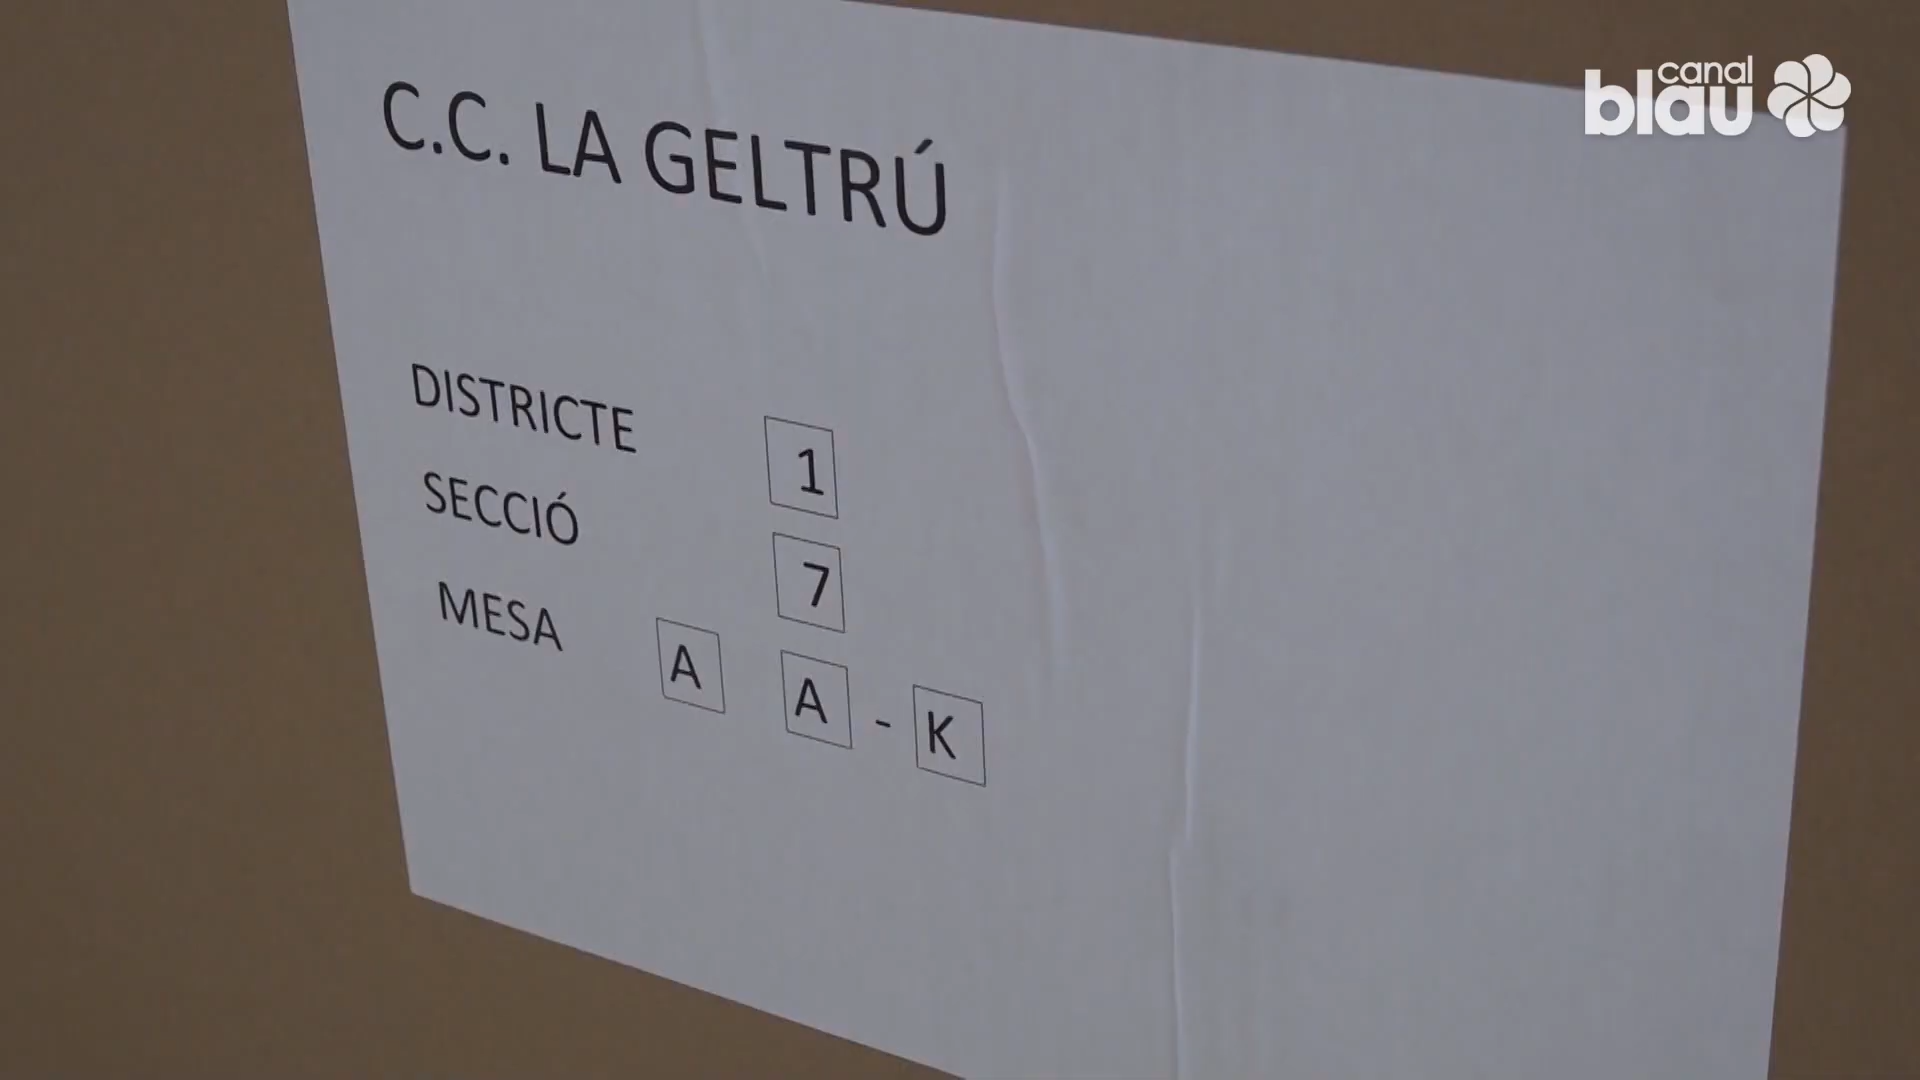 canal
blau
C.C. LA GELTRÚ
DISTRICTE 1
SECCIÓ 7
MESA A A - K